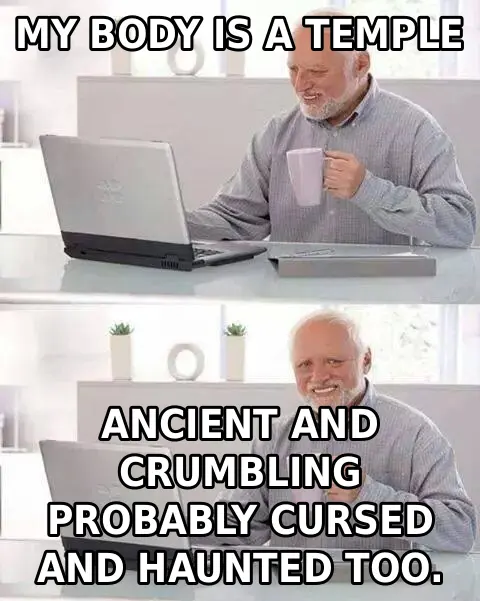 MY BODY IS A TEMPLE
ANCIENT AND
CRUMBLING
PROBABLY CURSED
AND HAUNTED TOO.